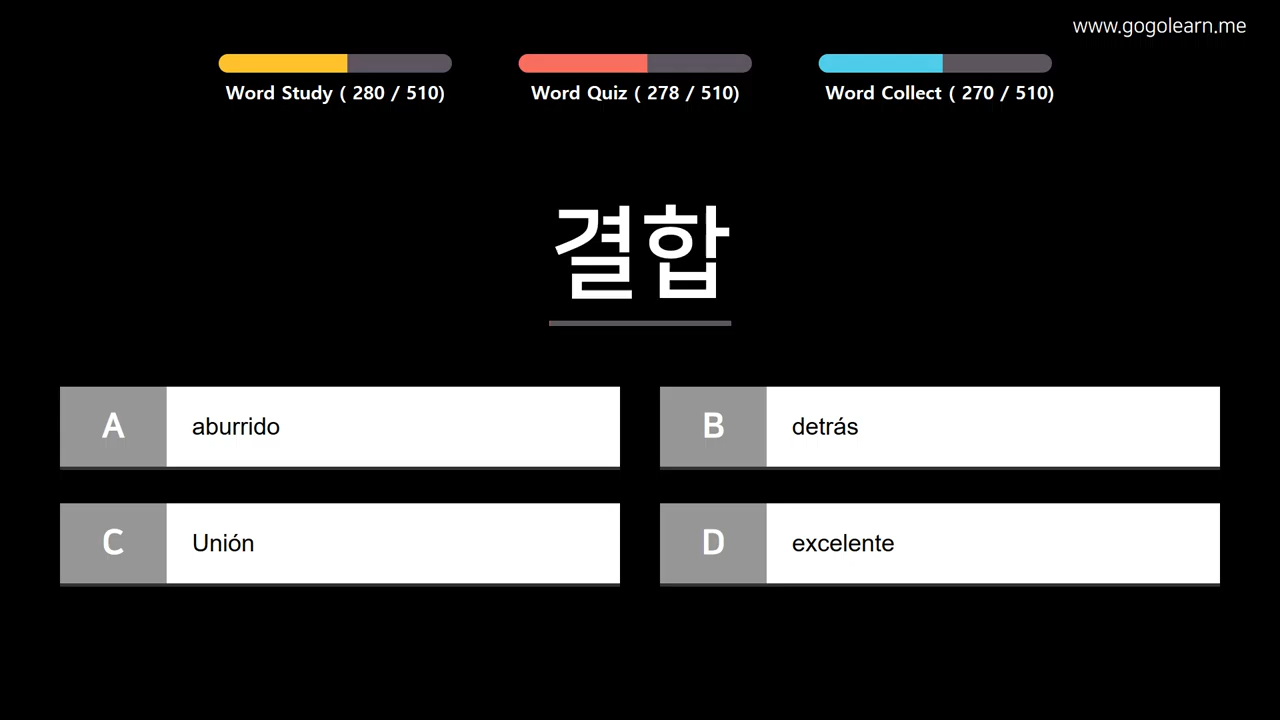 www.gogolearn.me
Word Study ( 280 / 510)
Word Quiz ( 278 / 510)
Word Collect ( 270 / 510)
결합
A aburrido
B detrás
C Unión
D excelente